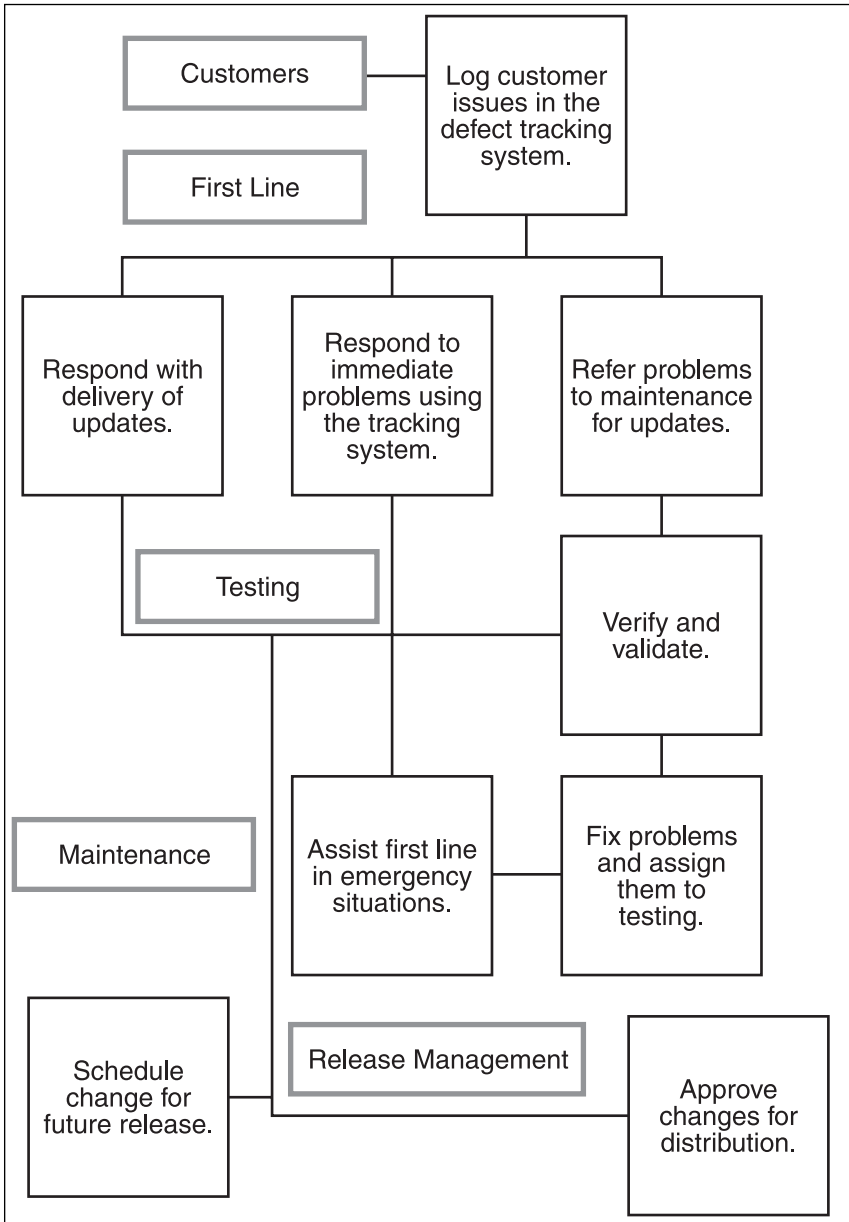 Customers
Log customer
issues in the
defect tracking
system.
First Line
Respond with
delivery of
updates.
Respond to
immediate
problems using
the tracking
system.
Refer problems
to maintenance
for updates.
Testing
Verify and
validate.
Maintenance
Assist first line
in emergency
situations.
Fix problems
and assign
them to
testing.
Schedule
change for
future release.
Release Management
Approve
changes for
distribution.